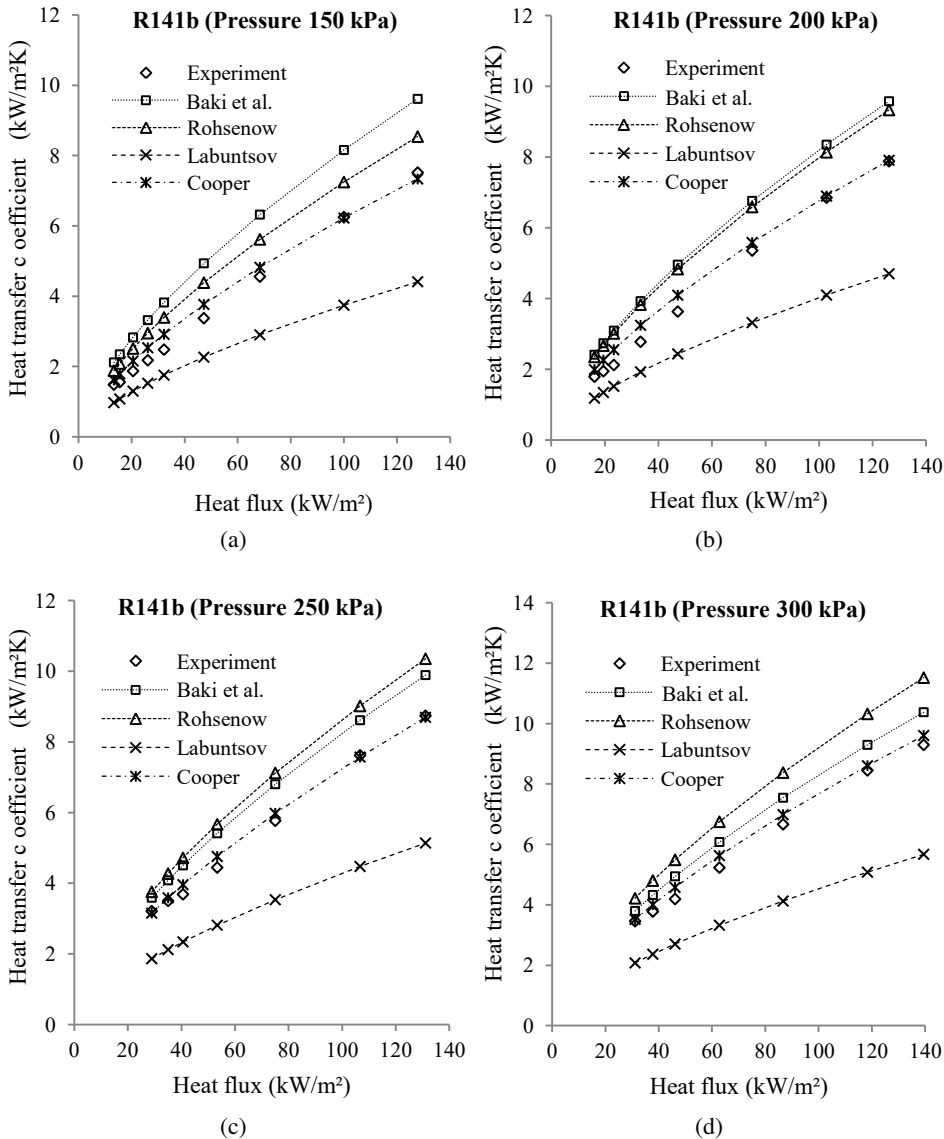 R141b (Pressure 150 kPa)
Heat transfer c oefficient (kW/m²K)
12
10
8
6
4
2
0
Experiment
Baki et al.
Rohsenow
Labuntsov
Cooper
0 20 40 60 80 100 120 140
Heat flux (kW/m²)
(a)
R141b (Pressure 200 kPa)
Heat transfer c oefficient (kW/m²K)
12
10
8
6
4
2
0
Experiment
Baki et al.
Rohsenow
Labuntsov
Cooper
0 20 40 60 80 100 120 140
Heat flux (kW/m²)
(b)
R141b (Pressure 250 kPa)
Heat transfer c oefficient (kW/m²K)
12
10
8
6
4
2
0
Experiment
Baki et al.
Rohsenow
Labuntsov
Cooper
0 20 40 60 80 100 120 140
Heat flux (kW/m²)
(c)
R141b (Pressure 300 kPa)
Heat transfer c oefficient (kW/m²K)
14
12
10
8
6
4
2
0
Experiment
Baki et al.
Rohsenow
Labuntsov
Cooper
0 20 40 60 80 100 120 140
Heat flux (kW/m²)
(d)